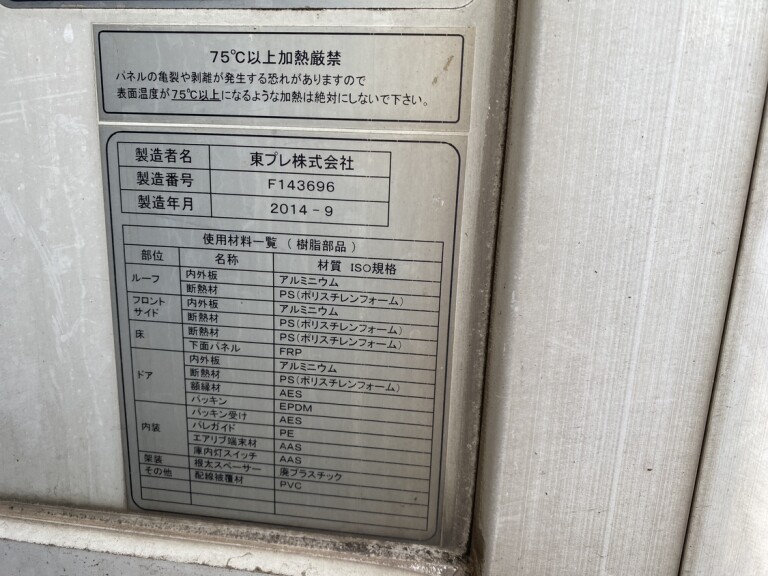 75℃以上加熱厳禁
パネルの亀裂や剥離が発生する恐れがありますので
表面温度が75℃以上になるような加熱は絶対にしないで下さい。
製造者名 東プレ株式会社
製造番号 F143696
製造年月 2014-9
使用材料一覧 (樹脂部品)
部位 名称 材質 ISO規格
ルーフ 内外板 アルミニウム
断熱材 PS(ポリスチレンフォーム)
フロント サイド 内外板 アルミニウム
断熱材 PS(ポリスチレンフォーム)
床 断熱材 PS(ポリスチレンフォーム)
下面パネル FRP
ドア 内外板 アルミニウム
断熱材 PS(ポリスチレンフォーム)
額縁材 AES
パッキン EPDM
内装 パッキン受け AES
パレガイド PE
エアリブ端末材 AAS
庫内灯スイッチ AAS
架装 根太スペーサー 廃プラスチック
その他 配線被覆材 PVC